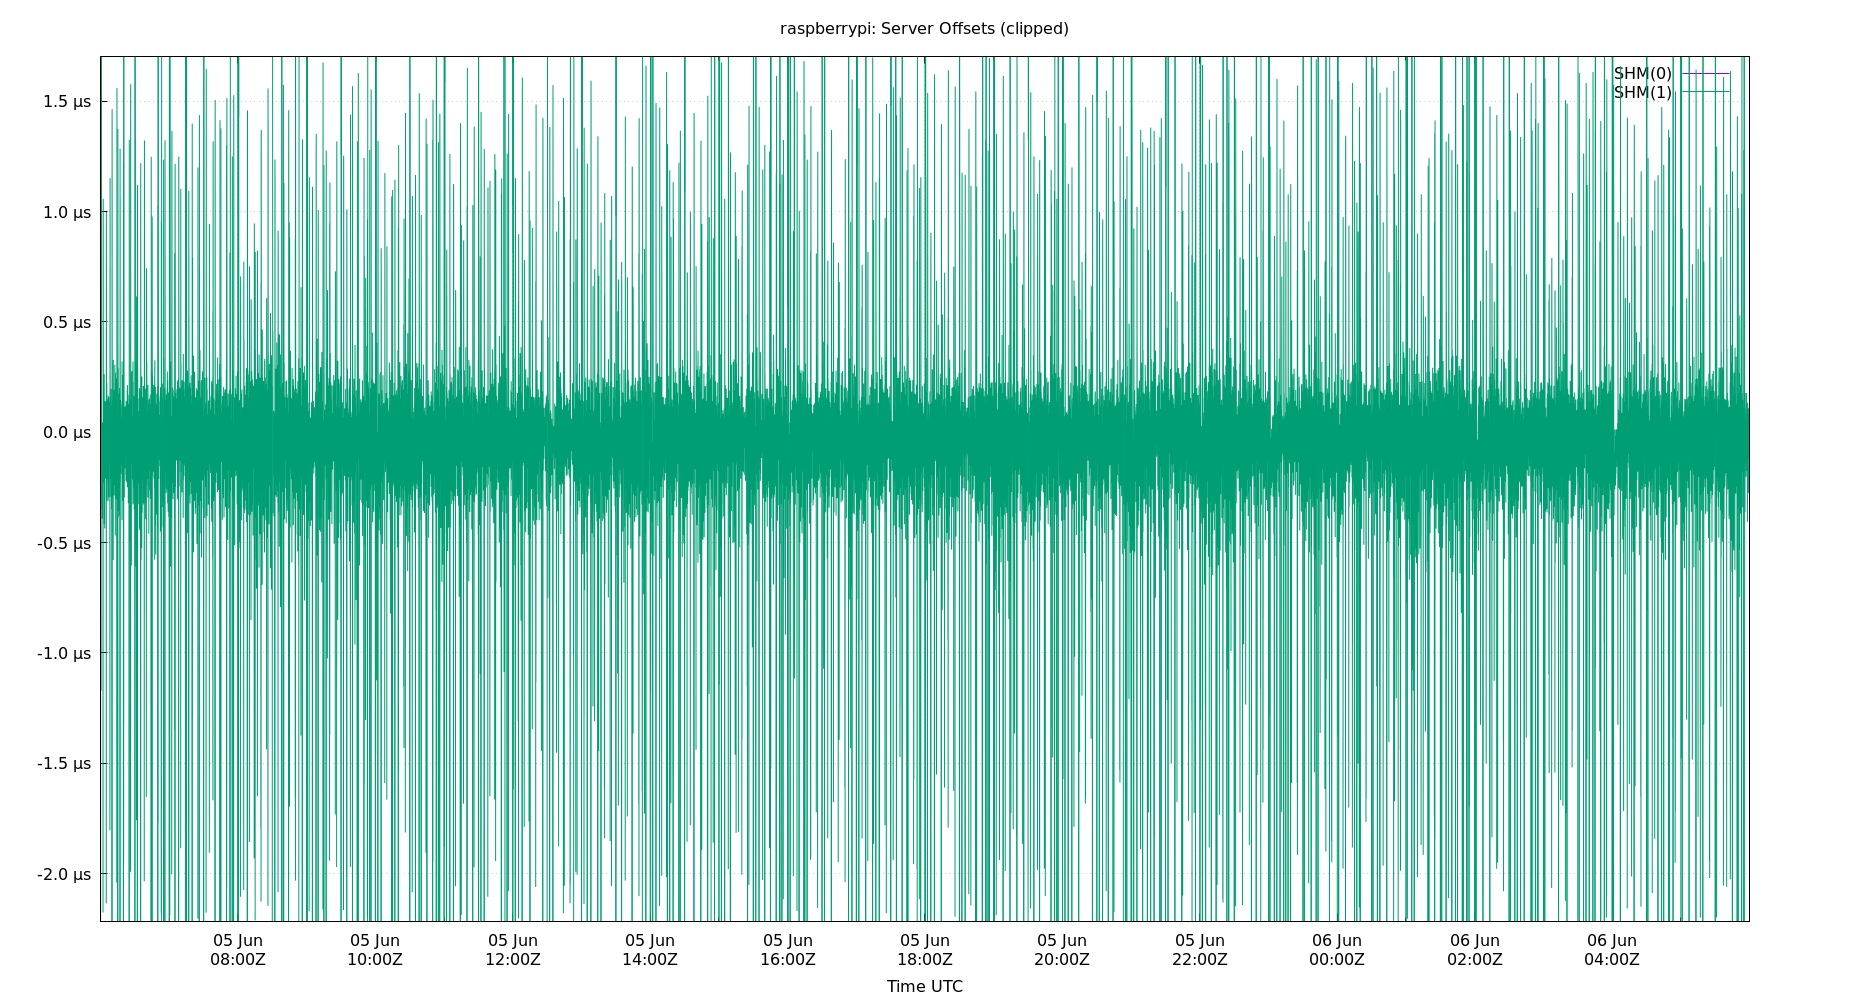 raspberrypi: Server Offsets (clipped)
SHM(0)
SHM(1)
1.5 µs
1.0 µs
0.5 µs
0.0 µs
-0.5 µs
-1.0 µs
-1.5 µs
-2.0 µs
05 Jun 05 Jun 05 Jun 05 Jun 05 Jun 05 Jun 05 Jun 05 Jun 06 Jun 06 Jun 06 Jun
08:00Z 10:00Z 12:00Z 14:00Z 16:00Z 18:00Z 20:00Z 22:00Z 00:00Z 02:00Z 04:00Z
Time UTC